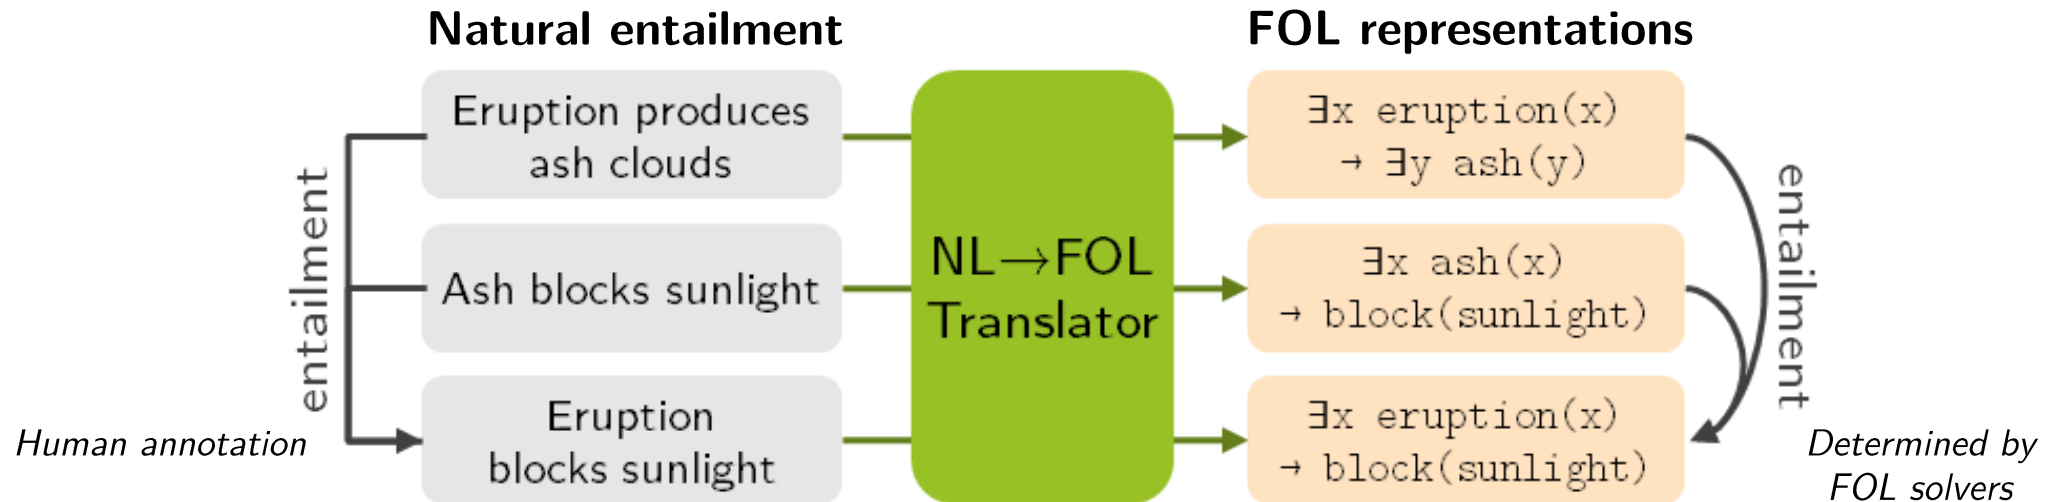 Natural entailment
FOL representations
Eruption produces
ash clouds
Ash blocks sunlight
Eruption
blocks sunlight
entailment
Human annotation
NL→FOL
Translator
∃x eruption(x)
→ ∃y ash(y)
∃x ash(x)
→ block(sunlight)
∃x eruption(x)
→ block(sunlight)
entailment
Determined by
FOL solvers